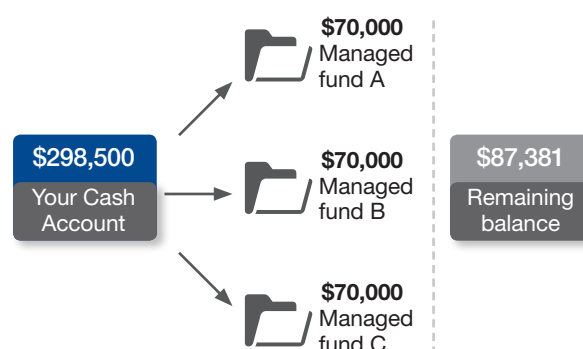 $298,500
Your Cash
Account
$70,000
Managed
fund A
$70,000
Managed
fund B
$70,000
Managed
fund C
$87,381
Remaining
balance